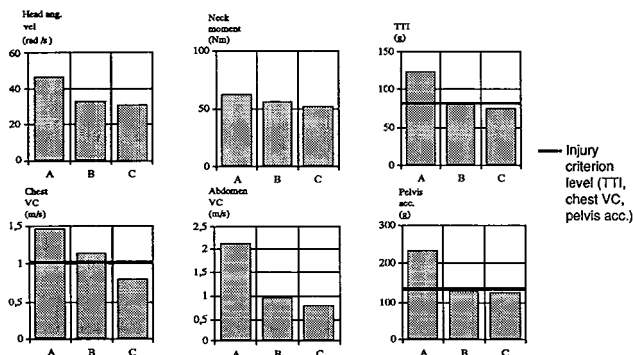 Head ang.
vel
(rad /s)
60
40
20
0
A B C
Neck
moment
(Nm)
100
50
0
A B C
TTI
(g)
150
100
50
0
A B C
Injury
criterion
level (TTI,
chest VC,
pelvis acc.)
Chest
VC
(m/s)
1,5
1
0,5
0
A B C
Abdomen
VC
(m/s)
2,5
2
1
0,5
0
A B C
Pelvis
acc.
(g)
300
200
100
0
A B C